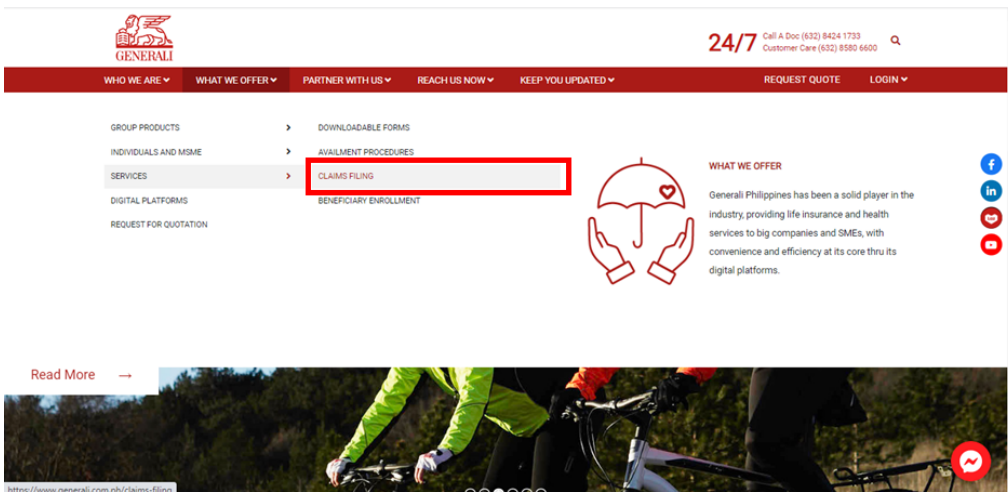 GENERALI
24/7 Call A Doc (632) 8424 1733
Customer Care (632) 8580 6600
WHO WE ARE WHAT WE OFFER PARTNER WITH US REACH US NOW KEEP YOU UPDATED REQUEST QUOTE LOGIN
GROUP PRODUCTS
INDIVIDUALS AND MSME
SERVICES
DIGITAL PLATFORMS
REQUEST FOR QUOTATION
DOWNLOADABLE FORMS
AVAILMENT PROCEDURES
CLAIMS FILING
BENEFICIARY ENROLLMENT
WHAT WE OFFER
Generali Philippines has been a solid player in the
industry, providing life insurance and health
services to big companies and SMEs, with
convenience and efficiency at its core thru its
digital platforms.
Read More →
https://www.generali.com.ph/claims-filing